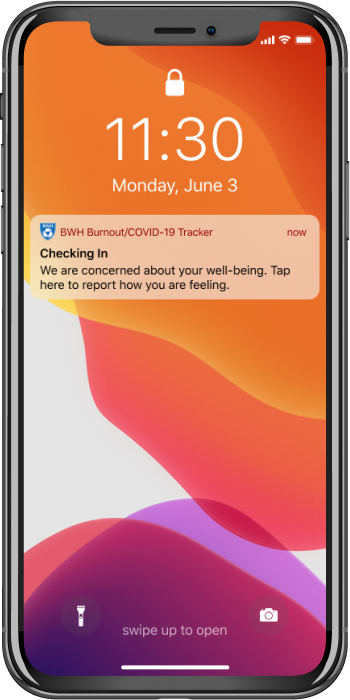 11:30
Monday, June 3
BWH Burnout/COVID-19 Tracker now
Checking In
We are concerned about your well-being. Tap
here to report how you are feeling.
swipe up to open